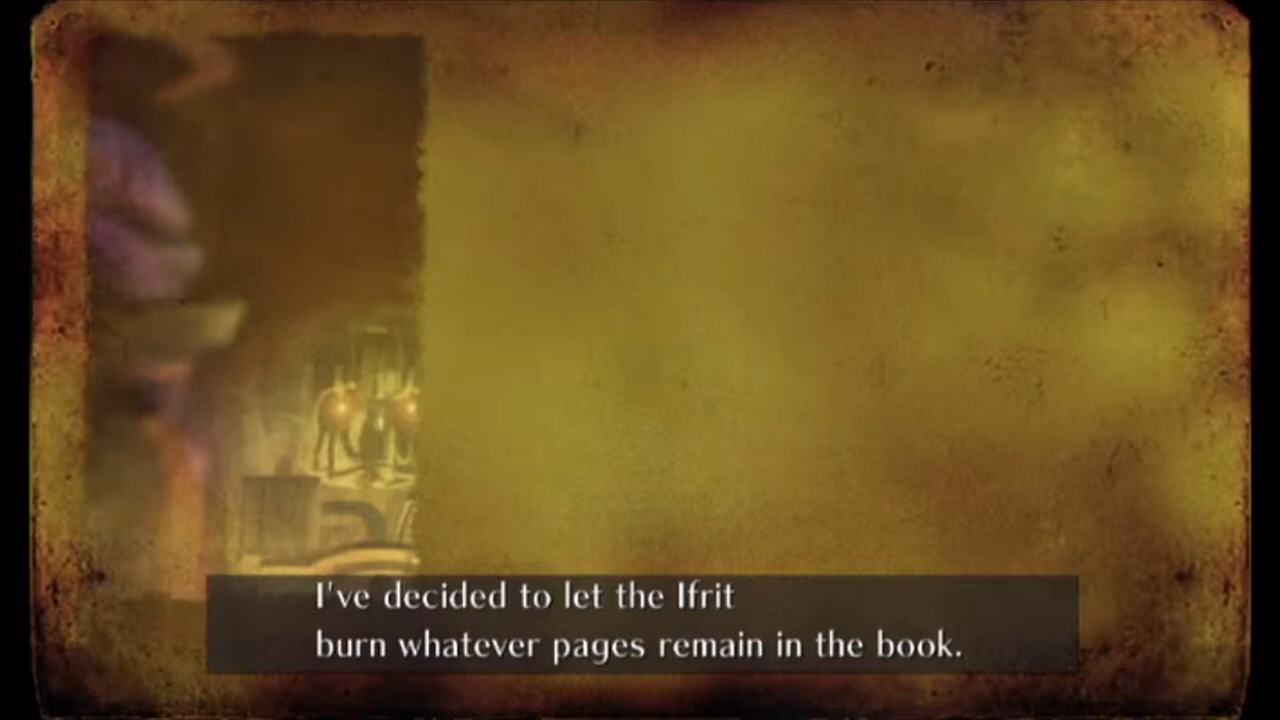 I've decided to let the Ifrit
burn whatever pages remain in the book.